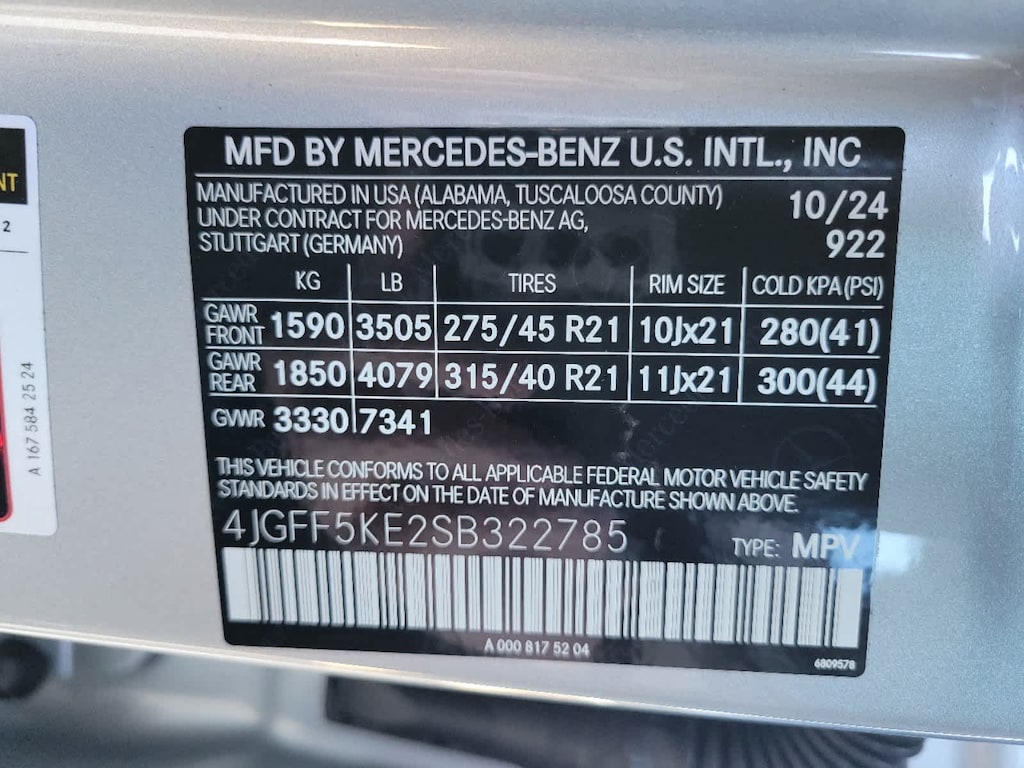 MFD BY MERCEDES-BENZ U.S. INTL., INC
MANUFACTURED IN USA (ALABAMA, TUSCALOOSA COUNTY)
UNDER CONTRACT FOR MERCEDES-BENZ AG,
STUTTGART (GERMANY)
10/24
922
KG LB TIRES RIM SIZE COLD KPA (PSI)
GAWR FRONT 1590 3505 275/45 R21 10Jx21 280(41)
GAWR REAR 1850 4079 315/40 R21 11Jx21 300(44)
GVWR 3330 7341
THIS VEHICLE CONFORMS TO ALL APPLICABLE FEDERAL MOTOR VEHICLE SAFETY
STANDARDS IN EFFECT ON THE DATE OF MANUFACTURE SHOWN ABOVE.
4JGFF5KE2SB322785
TYPE: MPV
A 000 817 52 04
6809578
NT
2
A 167 584 25 24